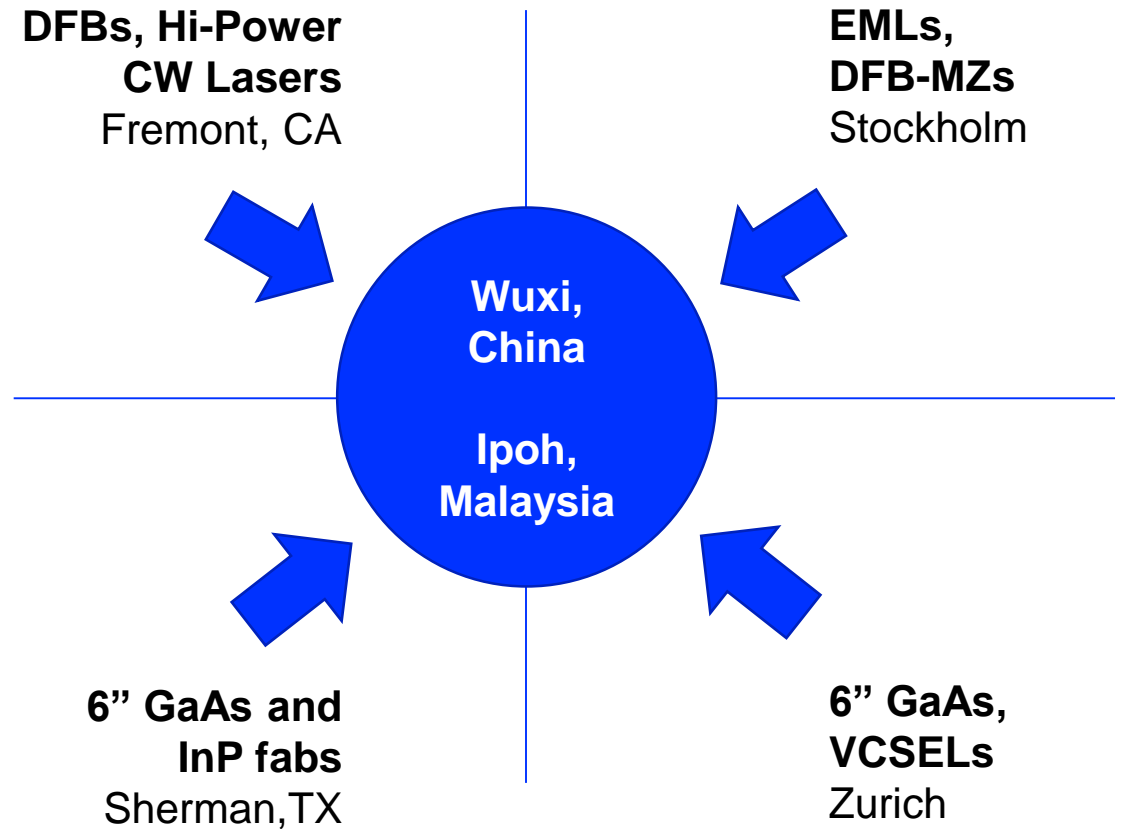 DFBs, Hi-Power
CW Lasers
Fremont, CA
EMLs,
DFB-MZs
Stockholm
Wuxi,
China
Ipoh,
Malaysia
6” GaAs and
InP fabs
Sherman,TX
6” GaAs,
VCSELs
Zurich